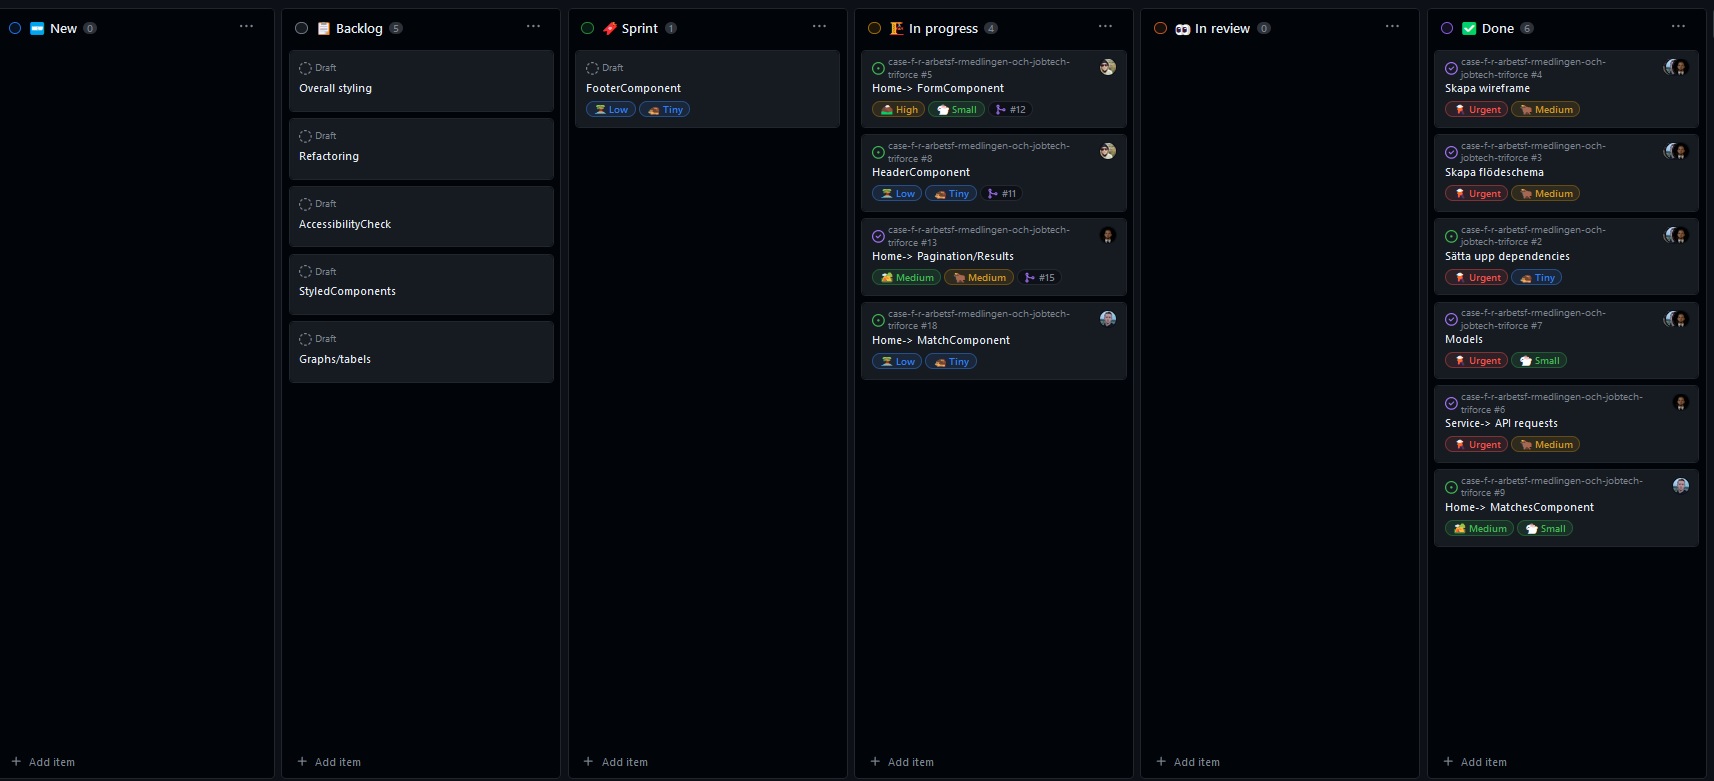 New 0
Backlog 5
Draft
Overall styling
Draft
Refactoring
Draft
AccessibilityCheck
Draft
StyledComponents
Draft
Graphs/tabels
Sprint 1
Draft
FooterComponent
Low Tiny
In progress 4
case-f-r-arbetsf-rmedlingen-och-jobtech-
triforce #5
Home-> FormComponent
High Small #12
case-f-r-arbetsf-rmedlingen-och-jobtech-
triforce #8
HeaderComponent
Low Tiny #11
case-f-r-arbetsf-rmedlingen-och-jobtech-
triforce #13
Home-> Pagination/Results
Medium Medium #15
case-f-r-arbetsf-rmedlingen-och-jobtech-
triforce #18
Home-> MatchComponent
Low Tiny
In review 0
Done 6
case-f-r-arbetsf-rmedlingen-och-
jobtech-triforce #4
Skapa wireframe
Urgent Medium
case-f-r-arbetsf-rmedlingen-och-
jobtech-triforce #3
Skapa flödeschema
Urgent Medium
case-f-r-arbetsf-rmedlingen-och-
jobtech-triforce #2
Sätta upp dependencies
Urgent Tiny
case-f-r-arbetsf-rmedlingen-och-
jobtech-triforce #7
Models
Urgent Small
case-f-r-arbetsf-rmedlingen-och-jobtech-
triforce #6
Service-> API requests
Urgent Medium
case-f-r-arbetsf-rmedlingen-och-jobtech-
triforce #9
Home-> MatchesComponent
Medium Small
+ Add item
+ Add item
+ Add item
+ Add item
+ Add item
+ Add item